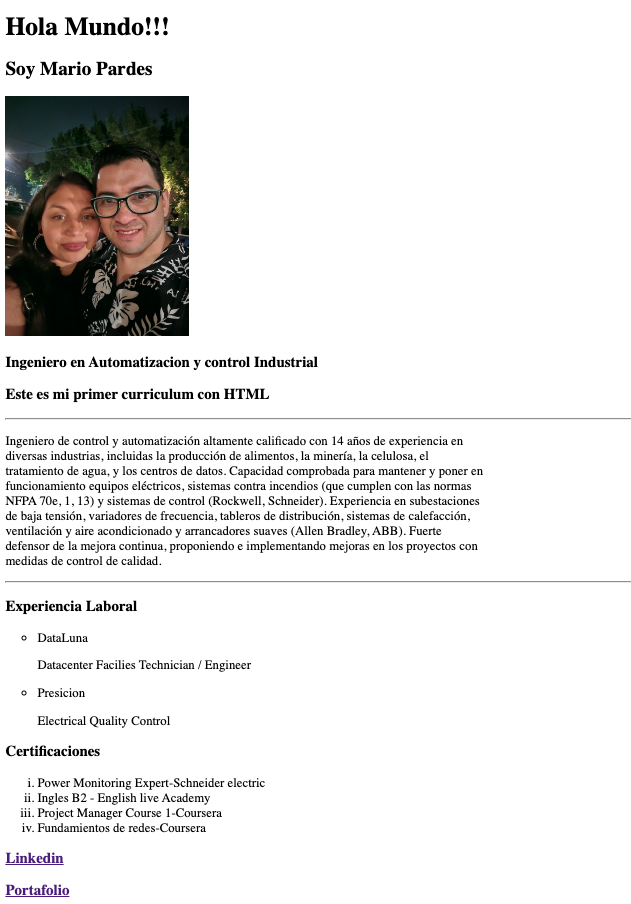 Hola Mundo!!!
Soy Mario Pardes
Ingeniero en Automatizacion y control Industrial
Este es mi primer curriculum con HTML
Ingeniero de control y automatización altamente calificado con 14 años de experiencia en
diversas industrias, incluidas la producción de alimentos, la minería, la celulosa, el
tratamiento de agua, y los centros de datos. Capacidad comprobada para mantener y poner en
funcionamiento equipos eléctricos, sistemas contra incendios (que cumplen con las normas
NFPA 70e, 1, 13) y sistemas de control (Rockwell, Schneider). Experiencia en subestaciones
de baja tensión, variadores de frecuencia, tableros de distribución, sistemas de calefacción,
ventilación y aire acondicionado y arrancadores suaves (Allen Bradley, ABB). Fuerte
defensor de la mejora continua, proponiendo e implementando mejoras en los proyectos con
medidas de control de calidad.
Experiencia Laboral
DataLuna
Datacenter Facilies Technician / Engineer
Presicion
Electrical Quality Control
Certificaciones
i. Power Monitoring Expert-Schneider electric
ii. Ingles B2 - English live Academy
iii. Project Manager Course 1-Coursera
iv. Fundamientos de redes-Coursera
Linkedin
Portafolio